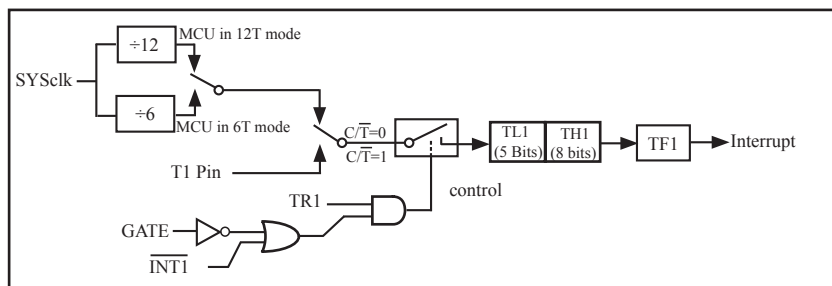 ÷12
MCU in 12T mode
SYSclk
÷6
MCU in 6T mode
C/T̅=0
C/T̅=1
T1 Pin
TL1
(5 Bits)
TH1
(8 bits)
TF1
Interrupt
control
TR1
GATE
I̅N̅T̅1̅